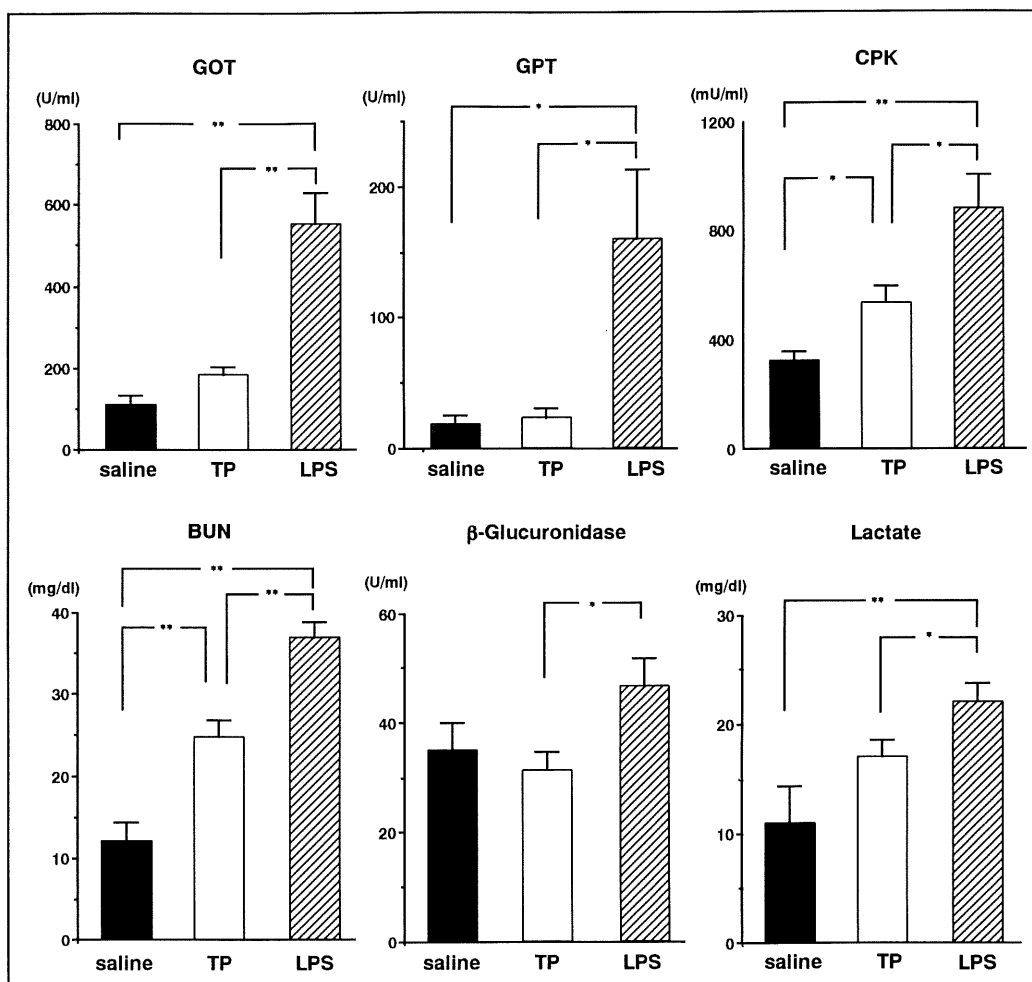 GOT
(U/ml)
800
600
400
200
0
**
**
saline TP LPS
GPT
(U/ml)
200
100
0
*
*
saline TP LPS
CPK
(mU/ml)
1200
800
400
0
**
*
*
saline TP LPS
BUN
(mg/dl)
40
30
20
10
0
**
**
**
saline TP LPS
β-Glucuronidase
(U/ml)
60
40
20
0
*
saline TP LPS
Lactate
(mg/dl)
30
20
10
0
**
*
saline TP LPS